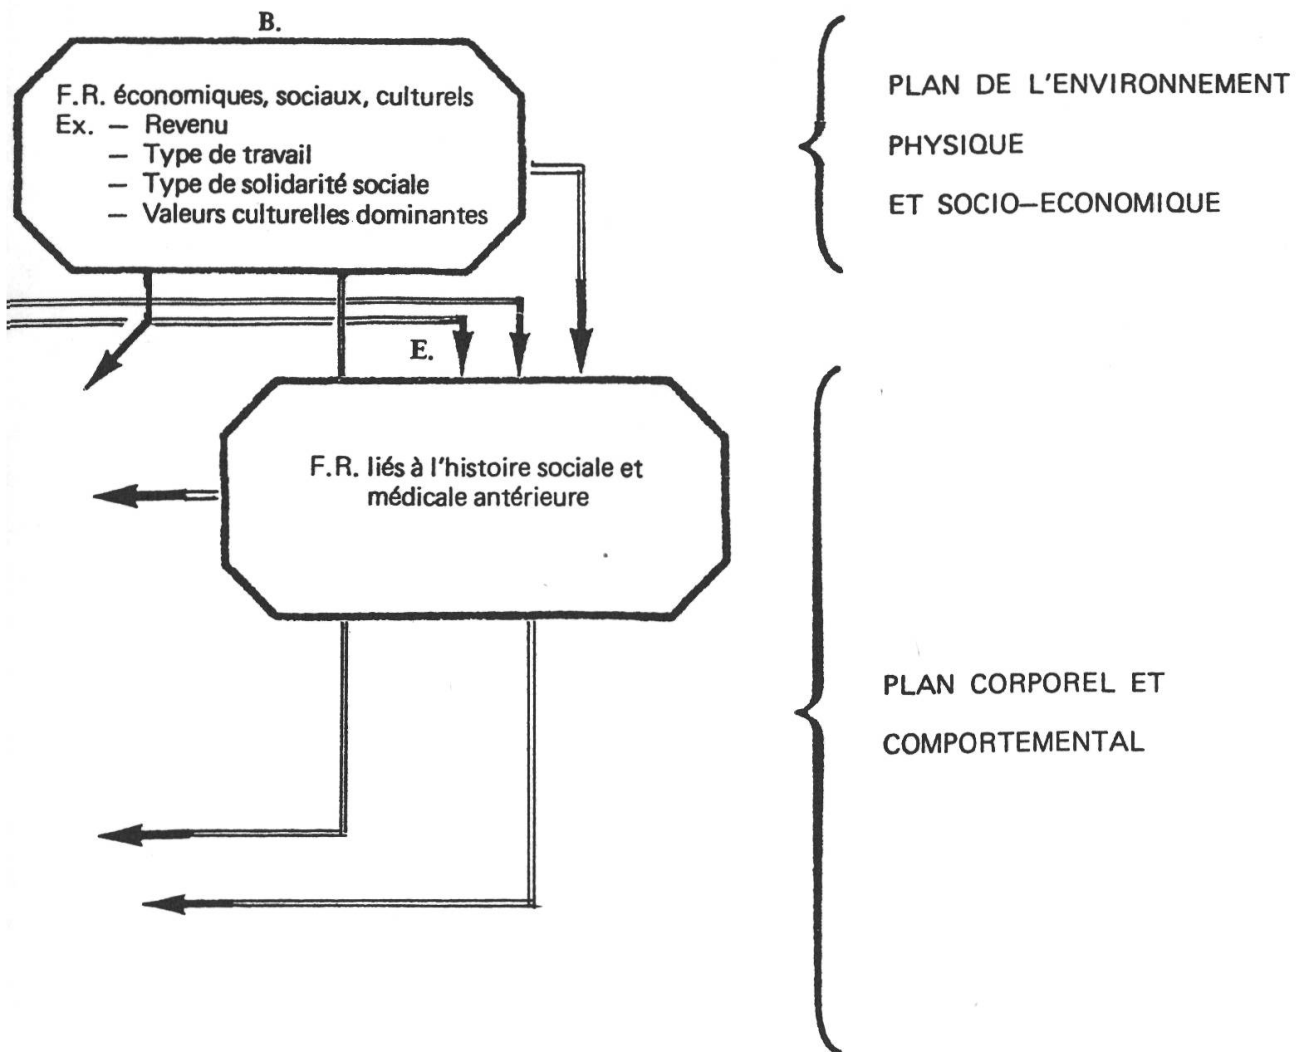 B.
F.R. économiques, sociaux, culturels
Ex. — Revenu
— Type de travail
— Type de solidarité sociale
— Valeurs culturelles dominantes
PLAN DE L'ENVIRONNEMENT
PHYSIQUE
ET SOCIO—ECONOMIQUE
E.
F.R. liés à l'histoire sociale et
médicale antérieure
PLAN CORPOREL ET
COMPORTEMENTAL